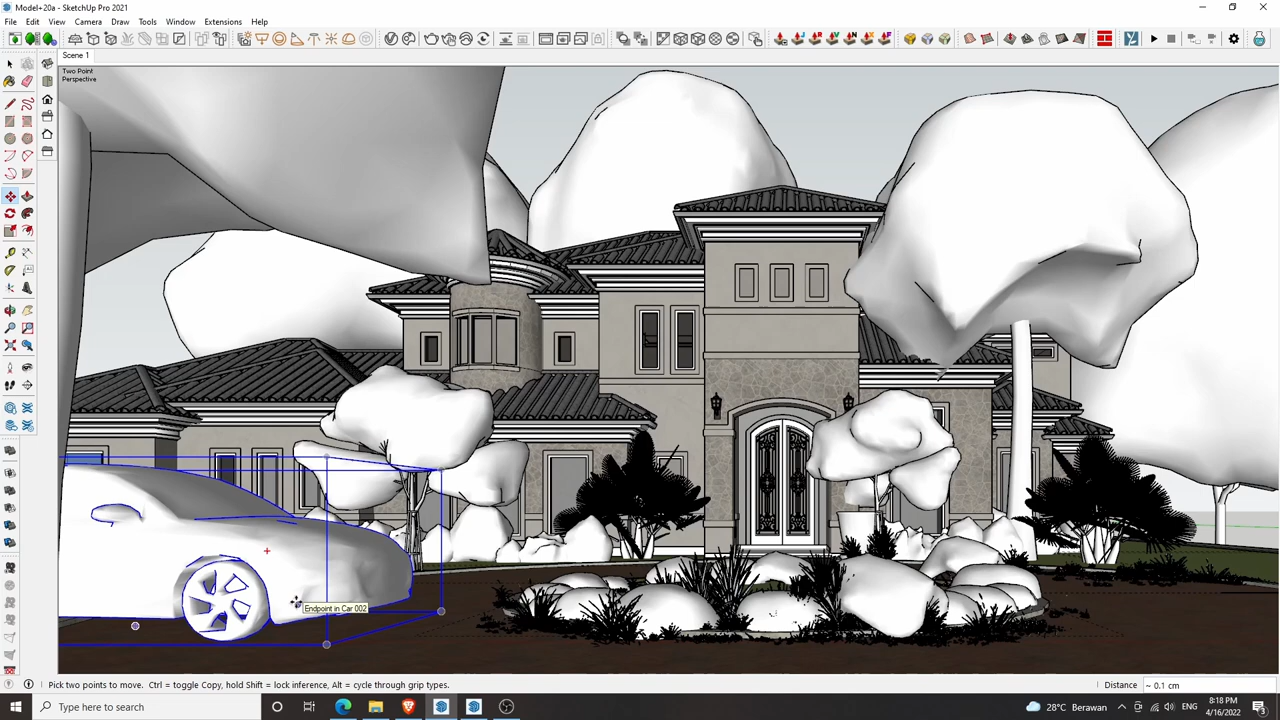 Model+20a - SketchUp Pro 2021
File Edit View Camera Draw Tools Window Extensions Help
Scene 1
Two Point
Perspective
Endpoint in Car 002
Pick two points to move. Ctrl = toggle Copy, hold Shift = lock inference, Alt = cycle through grip types.
Distance ~ 0.1 cm
Type here to search
28°C Berawan
ENG
8:18 PM
4/16/2022